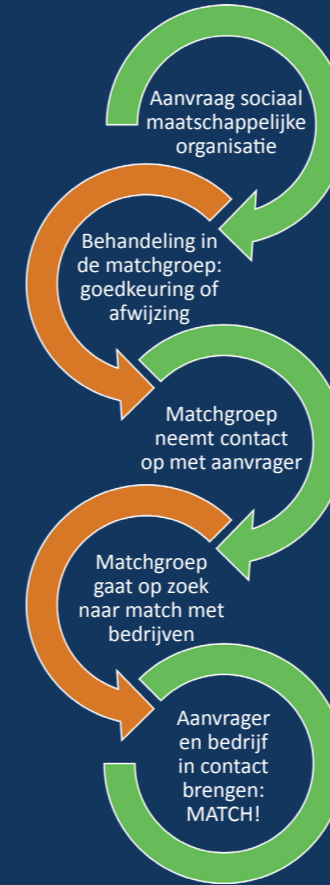 Aanvraag sociaal
maatschappelijke
organisatie
Behandeling in
de matchgroep:
goedkeuring of
afwijzing
Matchgroep
neemt contact
op met aanvrager
Matchgroep
gaat op zoek
naar match met
bedrijven
Aanvrager
en bedrijf
in contact
brengen:
MATCH!